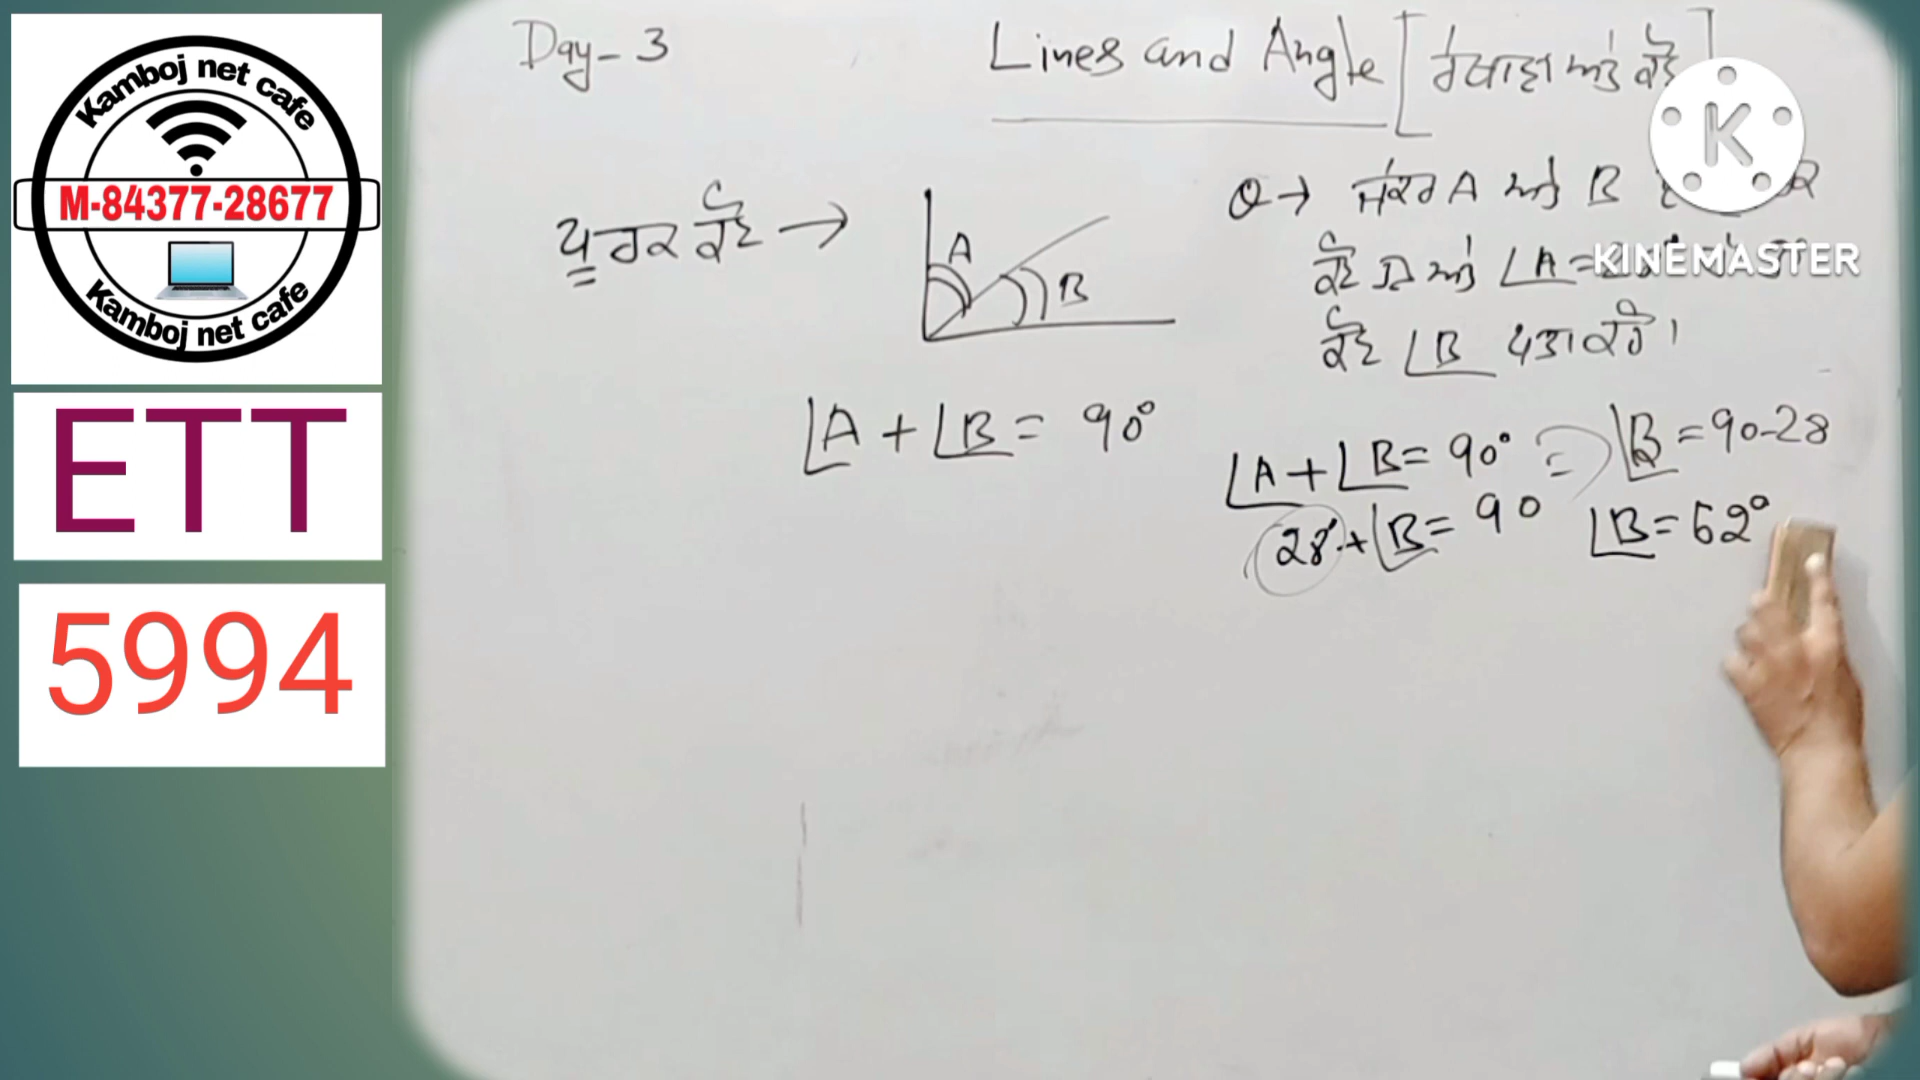 Kamboj net cafe
M-84377-28677
Kamboj net cafe
ETT
5994
Day-3
Lines and Angle [ਰੇਖਾਵਾਂ ਅਤੇ ਕੋਣ]
K
KINEMASTER
ਪੂਰਕ ਕੋਣ →
A
B
∠A + ∠B = 90°
Q → ਜੇਕਰ A ਅਤੇ B
ਕੋਣ ਹਨ ਅਤੇ ∠A =
ਕੋਣ ∠B ਪਤਾ ਕਰੋ।
∠A + ∠B = 90°
28° + ∠B = 90
= ∠B = 90-28
∠B = 62°